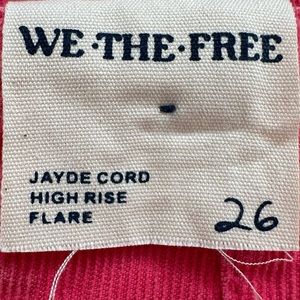 WE·THE·FREE
JAYDE CORD
HIGH RISE
FLARE
26